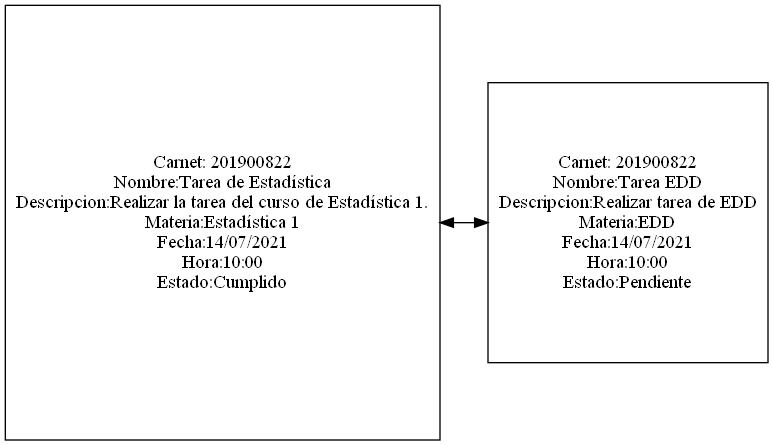 Carnet: 201900822
Nombre:Tarea de Estadística
Descripcion:Realizar la tarea del curso de Estadística 1.
Materia:Estadística 1
Fecha:14/07/2021
Hora:10:00
Estado:Cumplido
Carnet: 201900822
Nombre:Tarea EDD
Descripcion:Realizar tarea de EDD
Materia:EDD
Fecha:14/07/2021
Hora:10:00
Estado:Pendiente